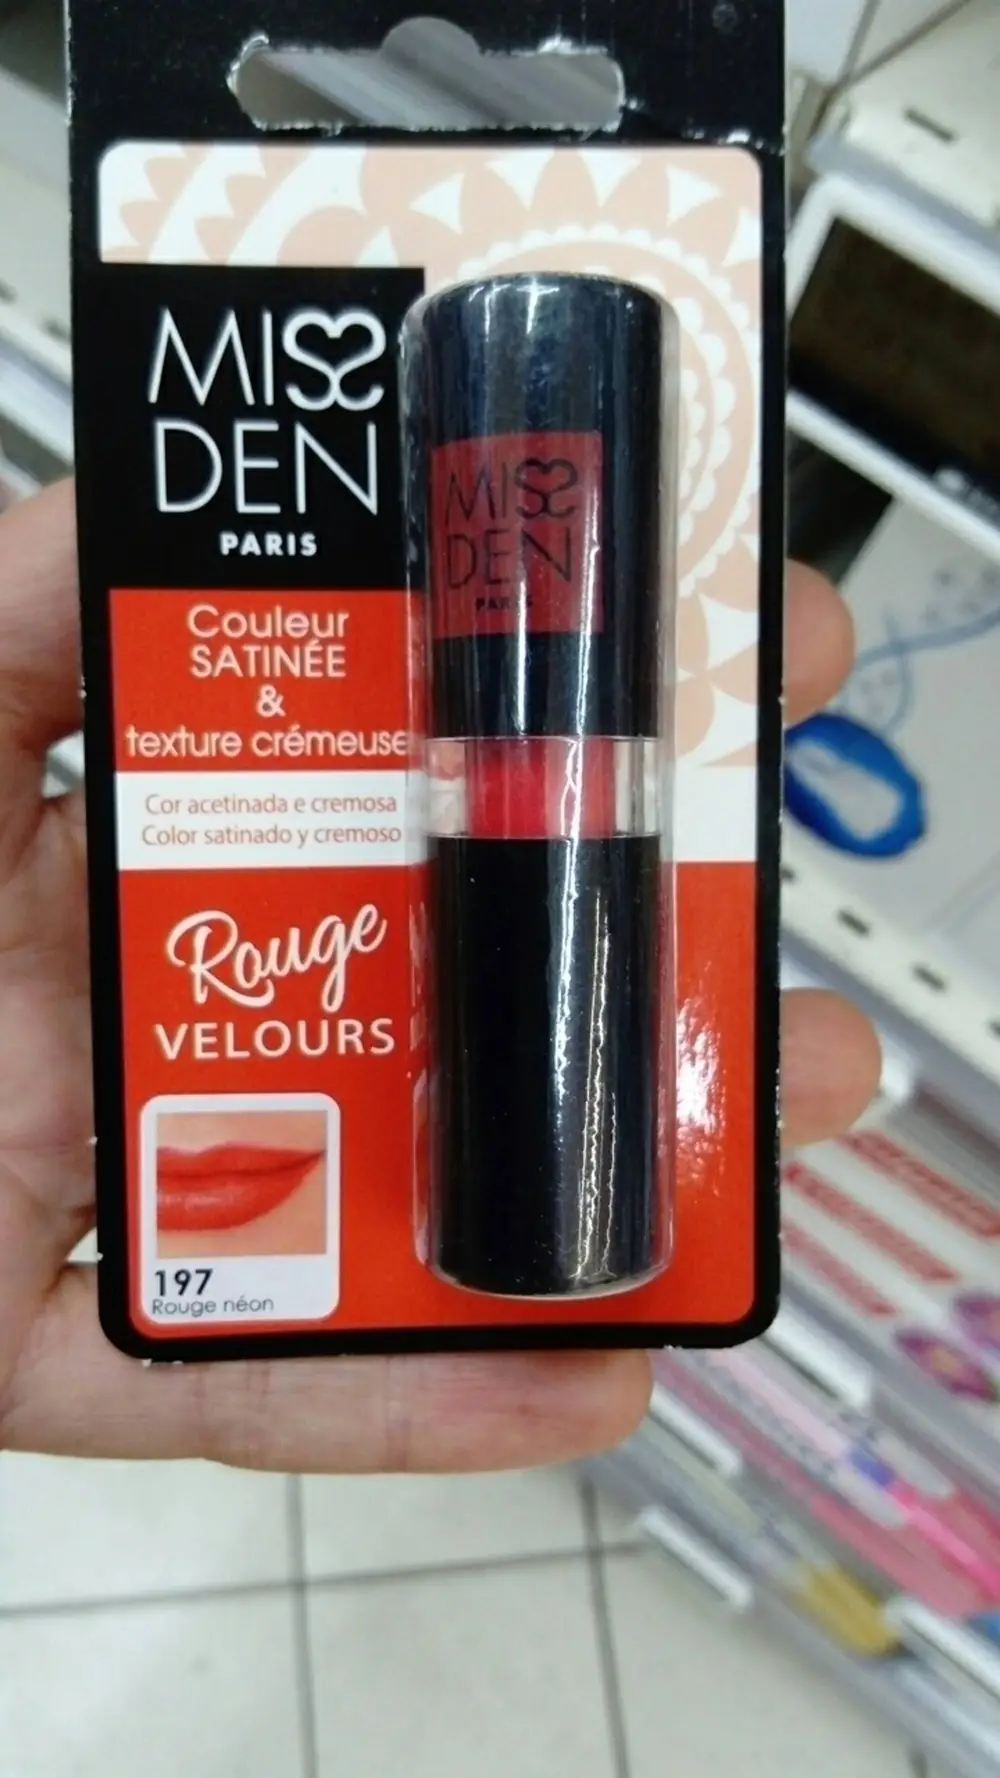 MISS
DEN
PARIS
Couleur
SATINÉE
&
texture crémeuse
Cor acetinada e cremosa
Color satinado y cremoso
Rouge
VELOURS
197
Rouge néon
MISS
DEN
PARIS